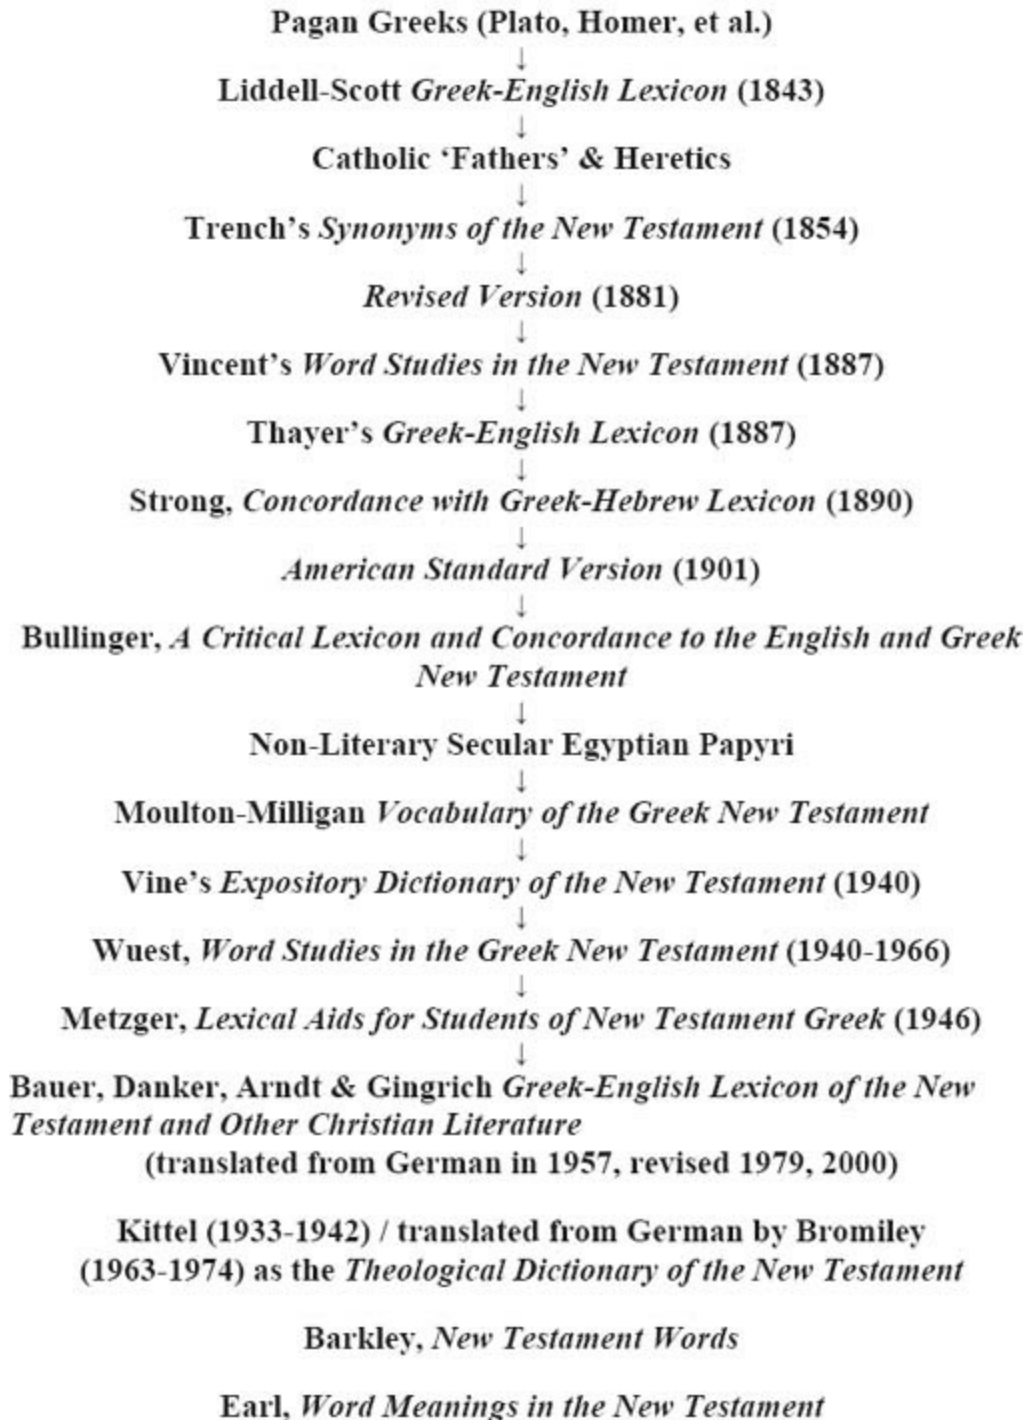 Pagan Greeks (Plato, Homer, et al.)
↓
Liddell-Scott Greek-English Lexicon (1843)
↓
Catholic ‘Fathers’ & Heretics
↓
Trench’s Synonyms of the New Testament (1854)
↓
Revised Version (1881)
↓
Vincent’s Word Studies in the New Testament (1887)
↓
Thayer’s Greek-English Lexicon (1887)
↓
Strong, Concordance with Greek-Hebrew Lexicon (1890)
↓
American Standard Version (1901)
↓
Bullinger, A Critical Lexicon and Concordance to the English and Greek
New Testament
↓
Non-Literary Secular Egyptian Papyri
↓
Moulton-Milligan Vocabulary of the Greek New Testament
↓
Vine’s Expository Dictionary of the New Testament (1940)
↓
Wuest, Word Studies in the Greek New Testament (1940-1966)
↓
Metzger, Lexical Aids for Students of New Testament Greek (1946)
↓
Bauer, Danker, Arndt & Gingrich Greek-English Lexicon of the New
Testament and Other Christian Literature
(translated from German in 1957, revised 1979, 2000)
Kittel (1933-1942) / translated from German by Bromiley
(1963-1974) as the Theological Dictionary of the New Testament
Barkley, New Testament Words
Earl, Word Meanings in the New Testament